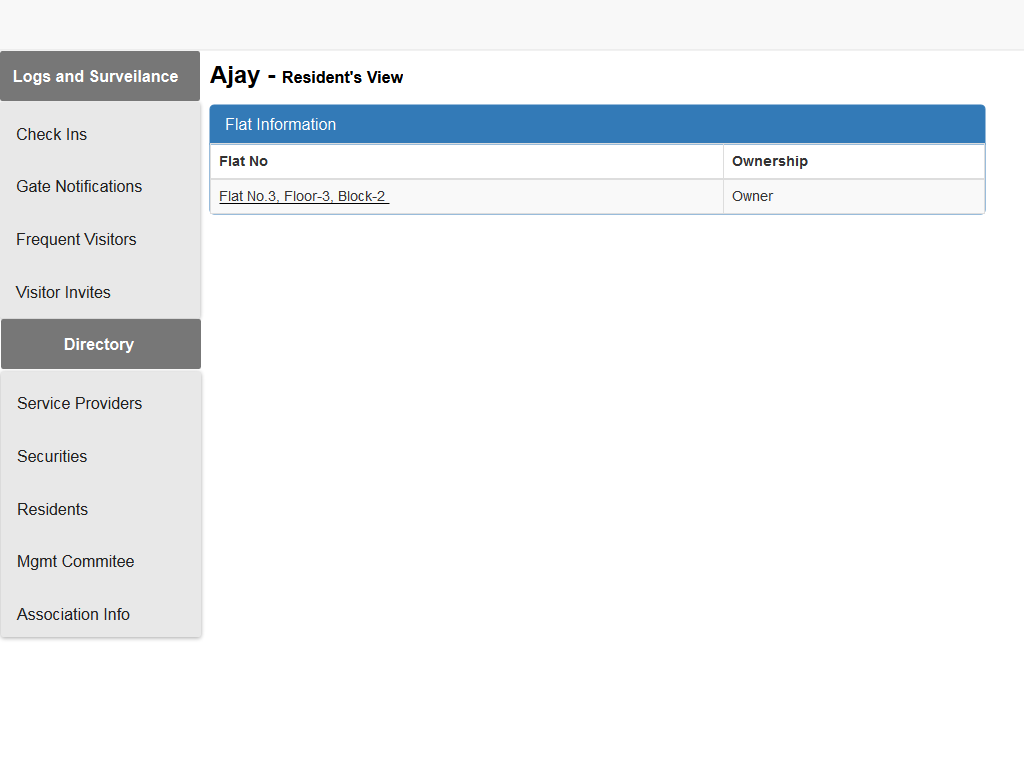 Logs and Surveilance
Check Ins
Gate Notifications
Frequent Visitors
Visitor Invites
Directory
Service Providers
Securities
Residents
Mgmt Commitee
Association Info
Ajay - Resident's View
Flat Information
Flat No Ownership
Flat No.3, Floor-3, Block-2 Owner